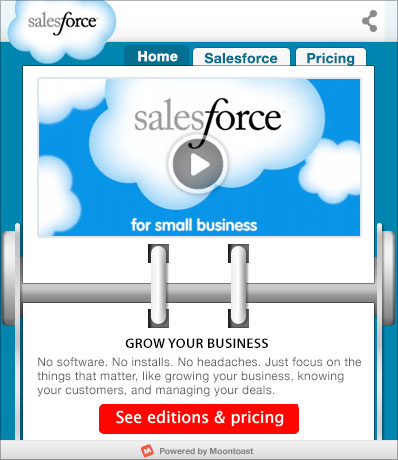 salesforce
Home Salesforce Pricing
salesforce
for small business
GROW YOUR BUSINESS
No software. No installs. No headaches. Just focus on the
things that matter, like growing your business, knowing
your customers, and managing your deals.
See editions & pricing
M Powered by Moontoast